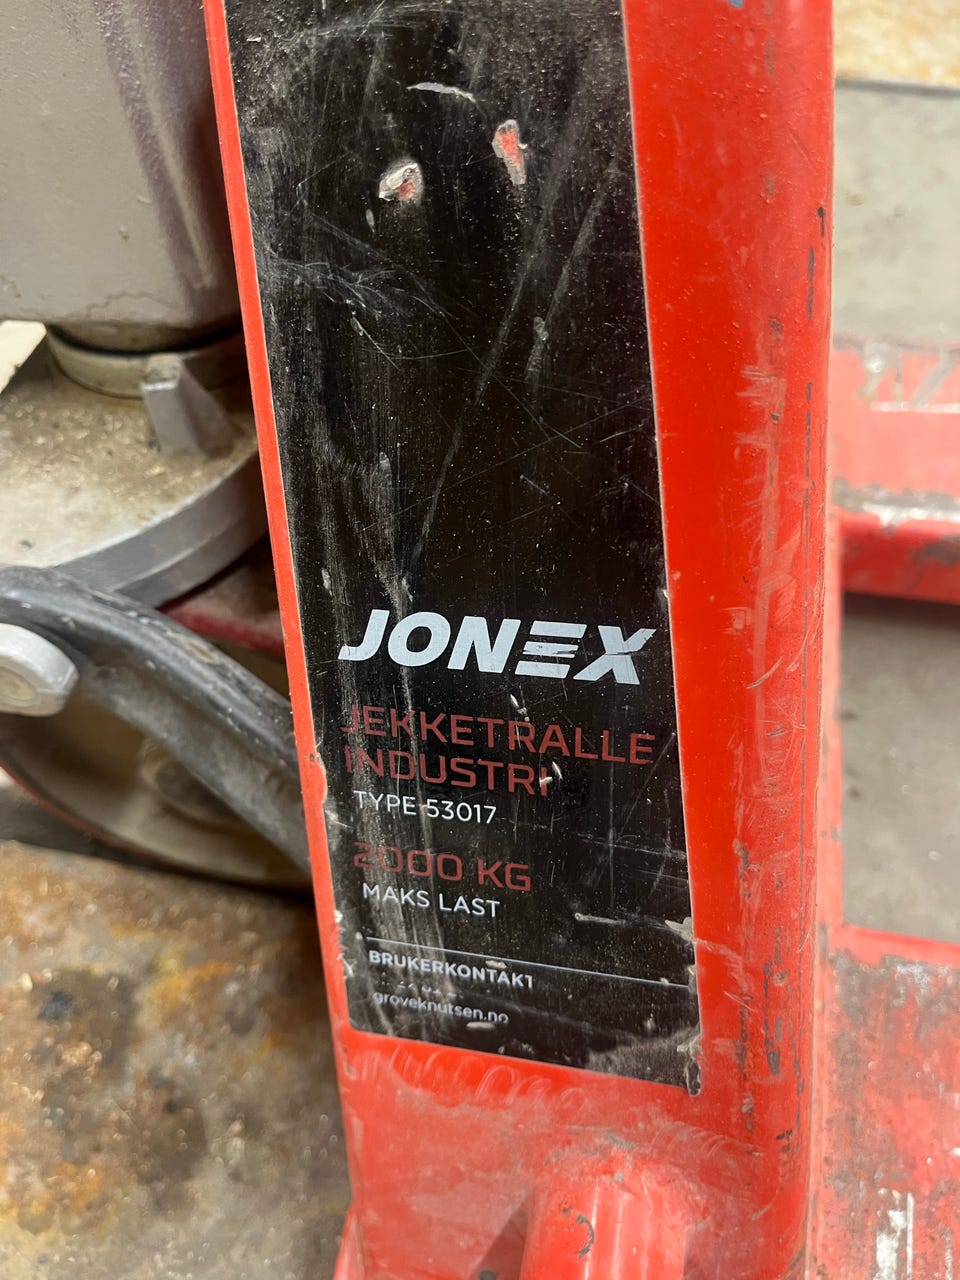 JONEX
JEKKETRALLE
INDUSTRI
TYPE 53017
2000 KG
MAKS LAST
BRUKERKONTAKT
groveknutsen.no